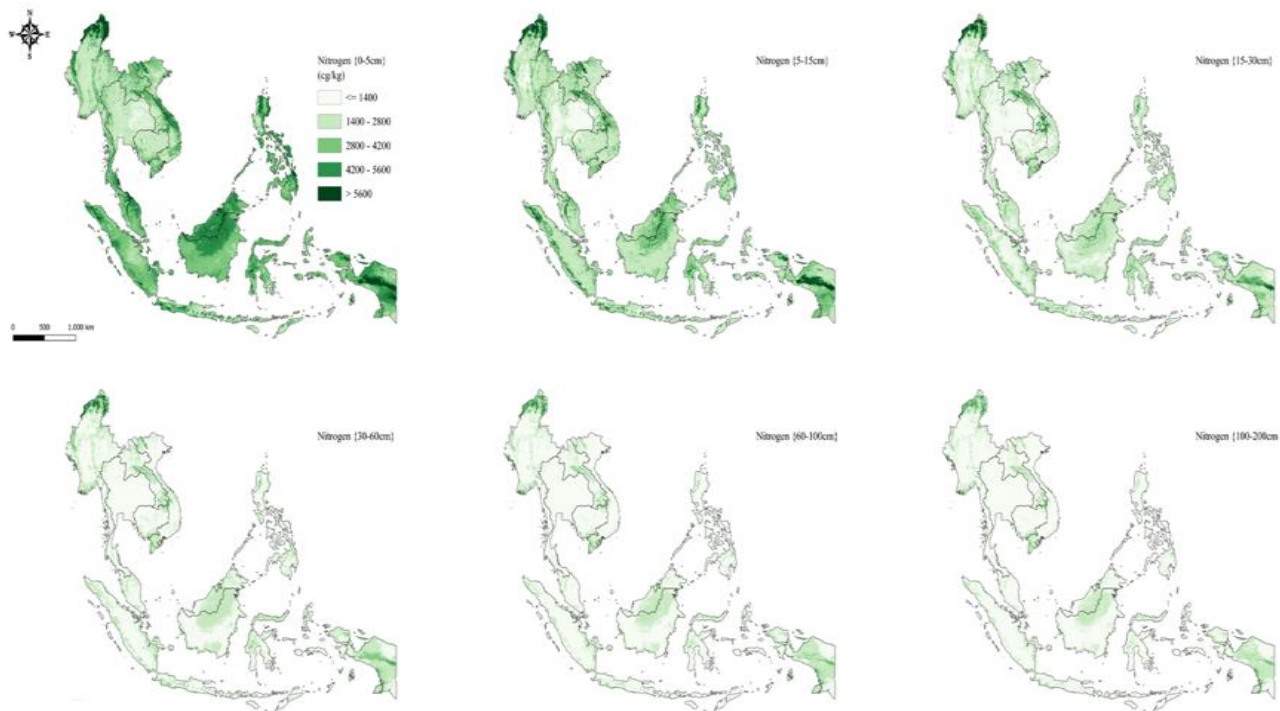 N
W E
S
Nitrogen {0-5cm}
(cg/kg)
<= 1400
1400 - 2800
2800 - 4200
4200 - 5600
> 5600
0 500 1.000 km
Nitrogen {5-15cm}
Nitrogen {15-30cm}
Nitrogen {30-60cm}
Nitrogen {60-100cm}
Nitrogen {100-200cm